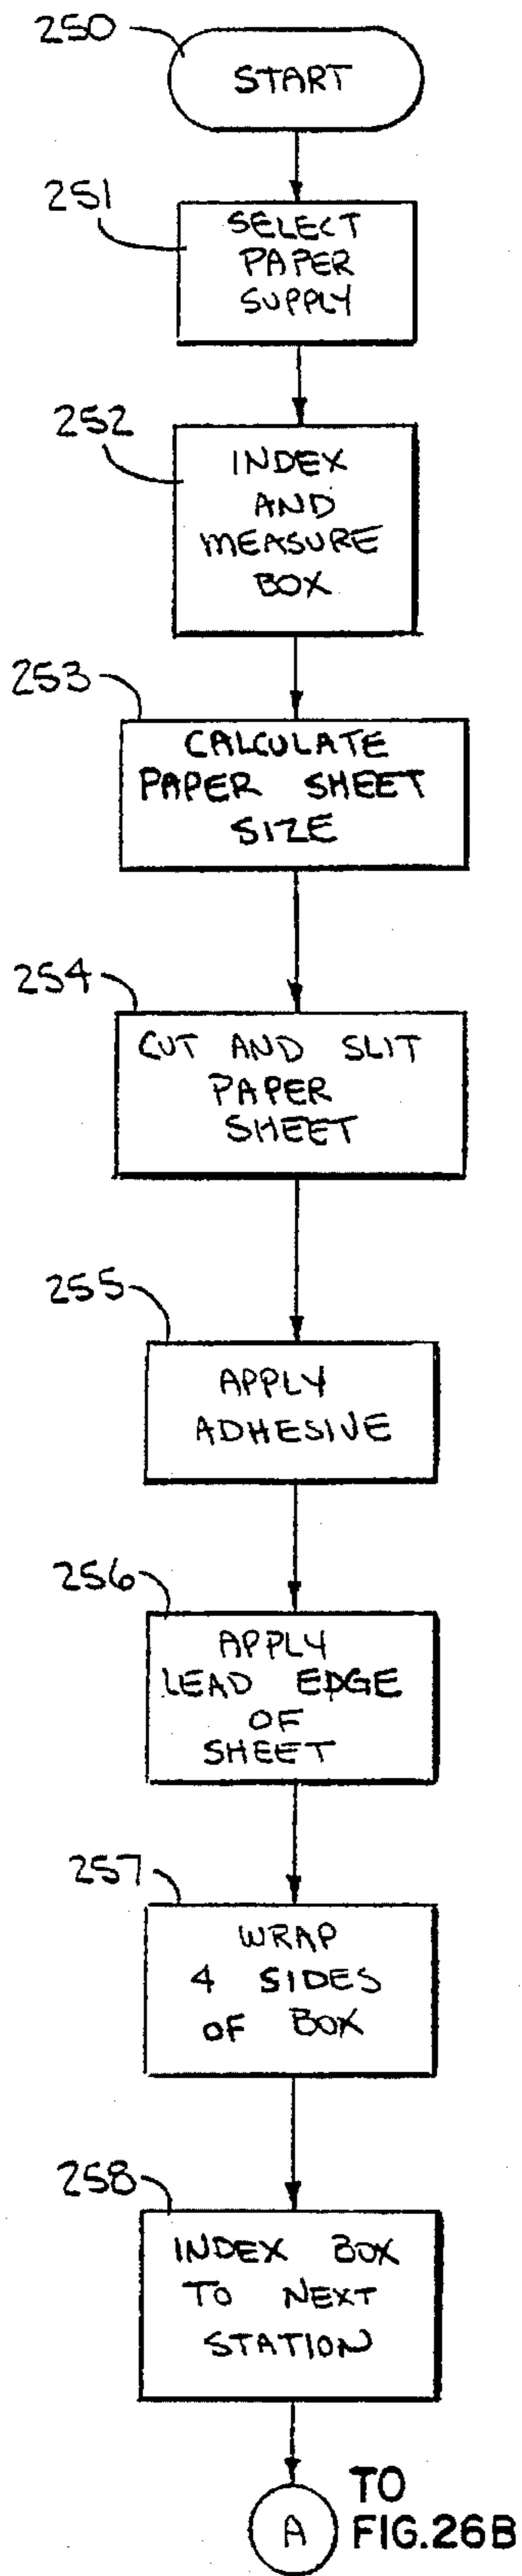 250
START
251
SELECT
PAPER
SUPPLY
252
INDEX
AND
MEASURE
BOX
253
CALCULATE
PAPER SHEET
SIZE
254
CUT AND SLIT
PAPER
SHEET
255
APPLY
ADHESIVE
256
APPLY
LEAD EDGE
OF
SHEET
257
WRAP
4 SIDES
OF BOX
258
INDEX BOX
TO NEXT
STATION
A
TO
FIG.26B